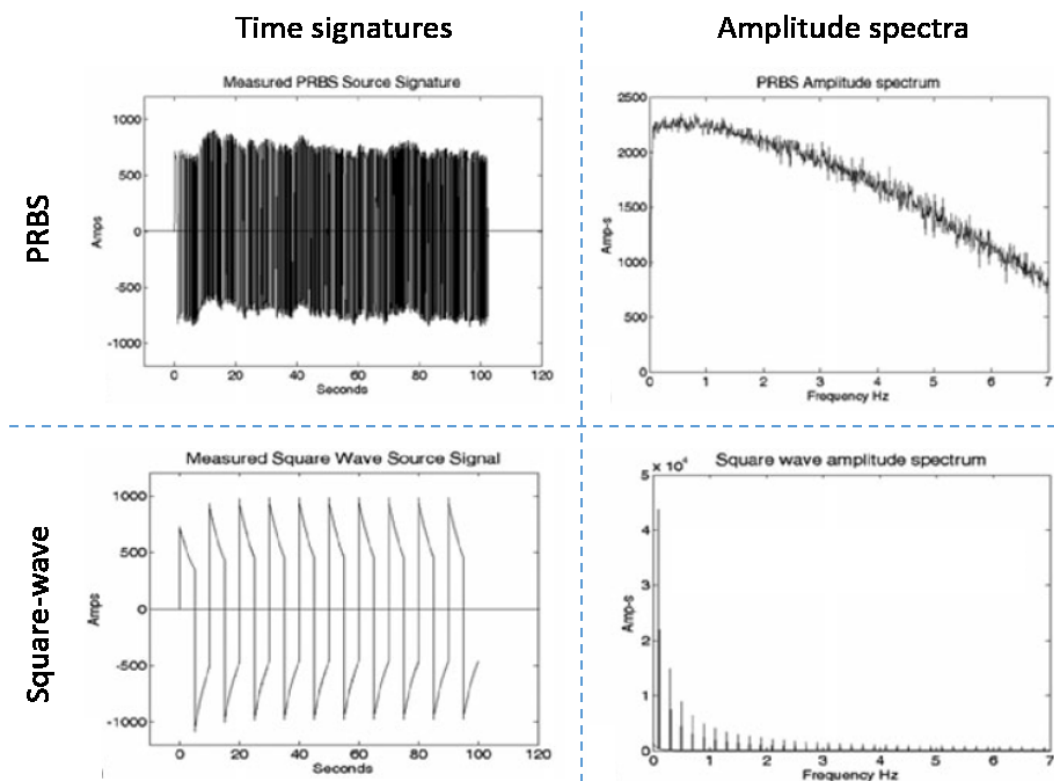 Time signatures
Amplitude spectra
PRBS
Measured PRBS Source Signature
1000
500
0
-500
-1000
Amps
0 20 40 60 80 100 120
Seconds
PRBS Amplitude spectrum
2500
2000
1500
1000
500
0
Amp-s
0 1 2 3 4 5 6 7
Frequency Hz
Square-wave
Measured Square Wave Source Signal
1000
500
0
-500
-1000
Amps
0 20 40 60 80 100 120
Seconds
Square wave amplitude spectrum
x 10⁴
5
4
3
2
1
0
Amp-s
0 1 2 3 4 5 6 7
Frequency Hz